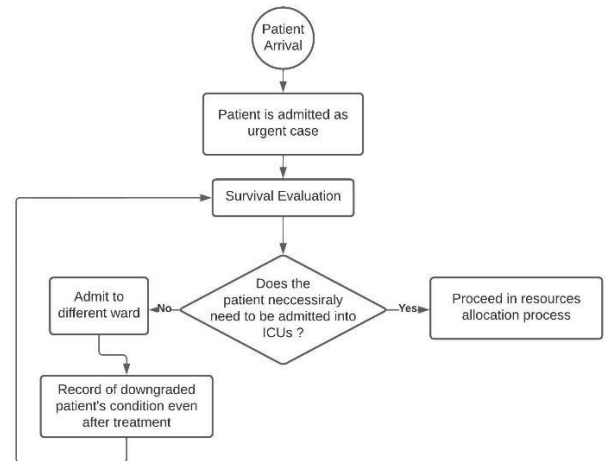 Patient
Arrival
Patient is admitted as
urgent case
Survival Evaluation
Does the
patient neccessiraly
need to be admitted into
ICUs ?
No
Yes
Admit to
different ward
Proceed in resources
allocation process
Record of downgraded
patient's condition even
after treatment